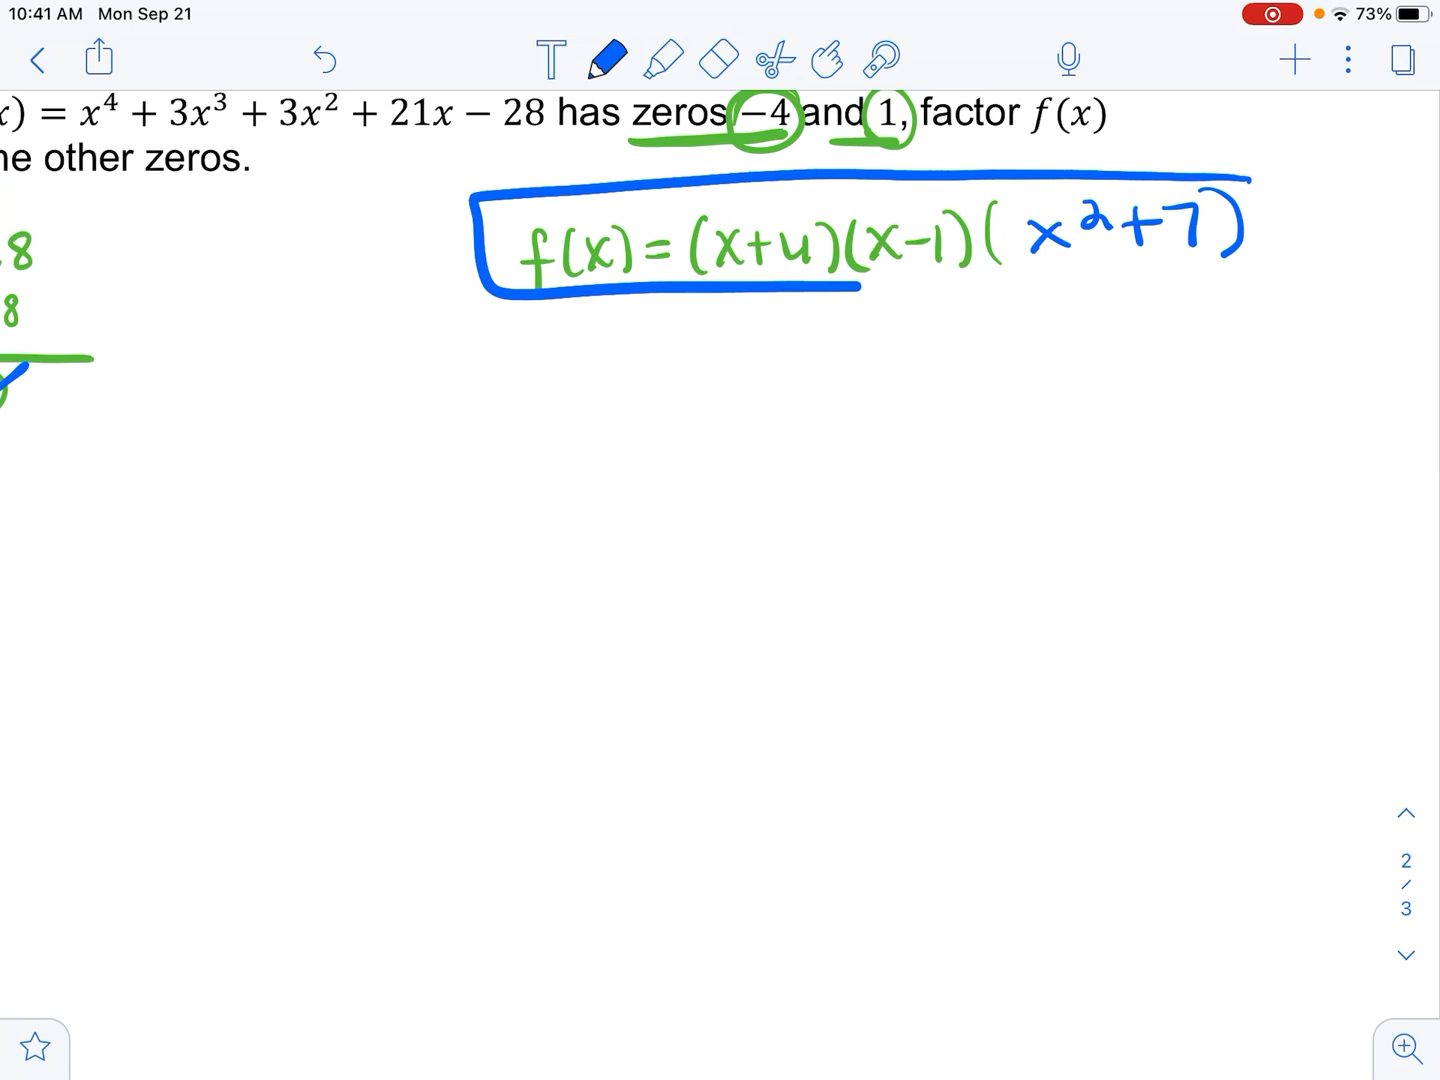 10:41 AM Mon Sep 21 73%
x) = x⁴ + 3x³ + 3x² + 21x − 28 has zeros −4 and 1, factor f(x)
he other zeros.
f(x) = (x+4)(x−1)(x²+7)
8
8
2
/
3